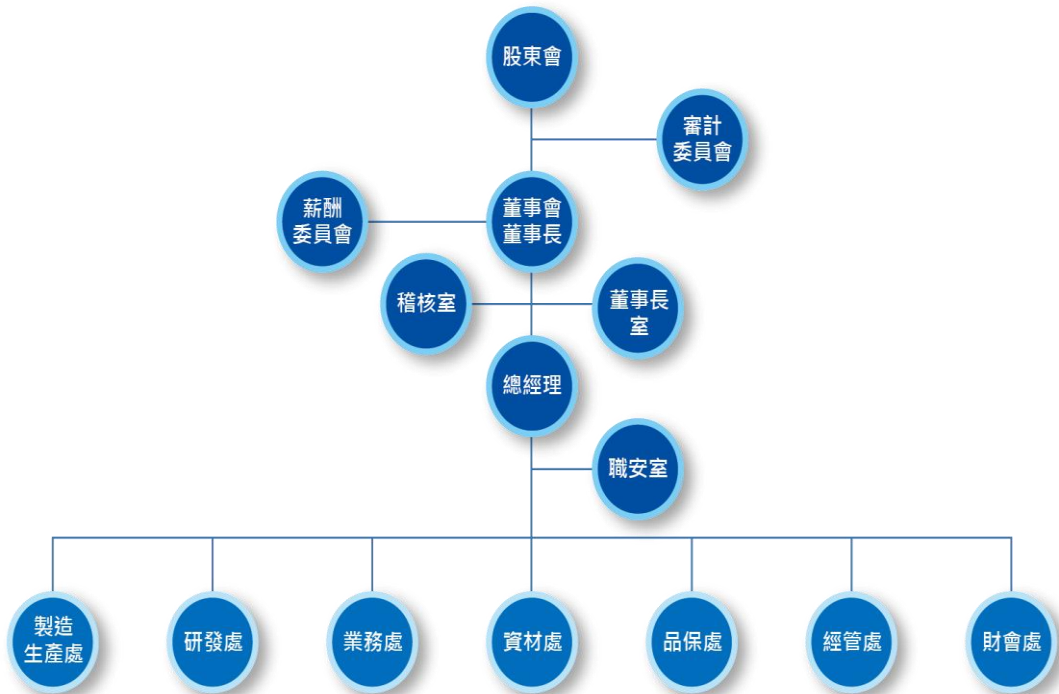 股東會
審計
委員會
薪酬
委員會
董事會
董事長
稽核室
董事長
室
總經理
職安室
製造
生產處
研發處
業務處
資材處
品保處
經管處
財會處